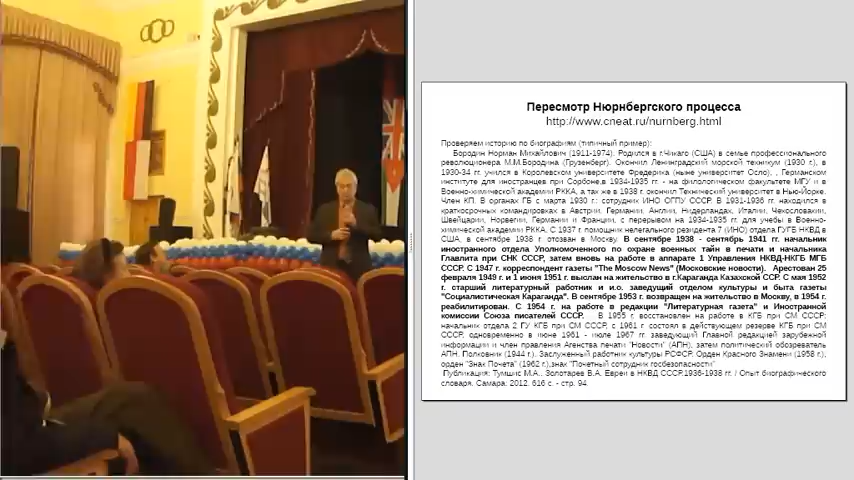 Пересмотр Нюрнбергского процесса
http://www.cneat.ru/nurnberg.html
Проверяем историю по биографиям (типичный пример):
Бородин Норман Михайлович (1911-1974). Родился в г.Чикаго (США) в семье профессионального
революционера М.М.Бородина (Грузенберг). Окончил Ленинградский морской техникум (1930 г.), в
1930-34 гг. учился в Королевском университете Фредерика (ныне университет Осло), , Германском
институте для иностранцев при Сорбонне,в 1934-1935 гг. - на филологическом факультете МГУ и в
Военно-химической академии РККА, а так же в 1938 г. окончил Технический университет в Нью-Йорке.
Член КП. В органах ГБ с марта 1930 г.: сотрудник ИНО ОГПУ СССР. В 1931-1936 гг. находился в
краткосрочных командировках в Австрии, Германии, Англии, Нидерландах, Италии, Чехословакии,
Швейцарии, Норвегии, Германии и Франции, с перерывом на 1934-1935 гг. для учебы в Военно-
химической академии РККА. С 1937 г. помощник нелегального резидента 7 (ИНО) отдела ГУГБ НКВД в
США, в сентябре 1938 г. отозван в Москву. В сентябре 1938 - сентябрь 1941 гг. начальник
иностранного отдела Уполномоченного по охране военных тайн в печати и начальника
Главлита при СНК СССР, затем вновь на работе в аппарате 1 Управления НКВД-НКГБ МГБ
СССР. С 1947 г. корреспондент газеты "The Moscow News" (Московские новости). Арестован 25
февраля 1949 г. и 1 июня 1951 г. выслан на жительство в г.Караганда Казахской ССР. С мая 1952
г. старший литературный работник и и.о. заведущий отделом культуры и быта газеты
"Социалистическая Караганда". В сентябре 1953 г. возвращен на жительство в Москву, в 1954 г.
реабилитирован. С 1954 г. на работе в редакции "Литературная газета" и Иностранной
комиссии Союза писателей СССР. В 1955 г. восстановлен на работе в КГБ при СМ СССР:
начальник отдела 2 ГУ КГБ при СМ СССР, с 1961 г. состоял в действующем резерве КГБ при СМ
СССР, одновременно в июне 1961 - июле 1967 гг. заведующий Главной редакцией зарубежной
информации и член правления Агенства печати "Новости" (АПН), затем политический обозреватель
АПН. Полковник (1944 г.). Заслуженный работник культуры РСФСР. Орден Красного Знамени (1958 г.),
орден "Знак Почета" (1962 г.),знак "Почетный сотрудник госбезопасности"
Публикация: Тумшис М.А., Золотарев В.А. Евреи в НКВД СССР.1936-1938 гг. / Опыт биографического
словаря. Самара: 2012. 616 с. - стр. 94.